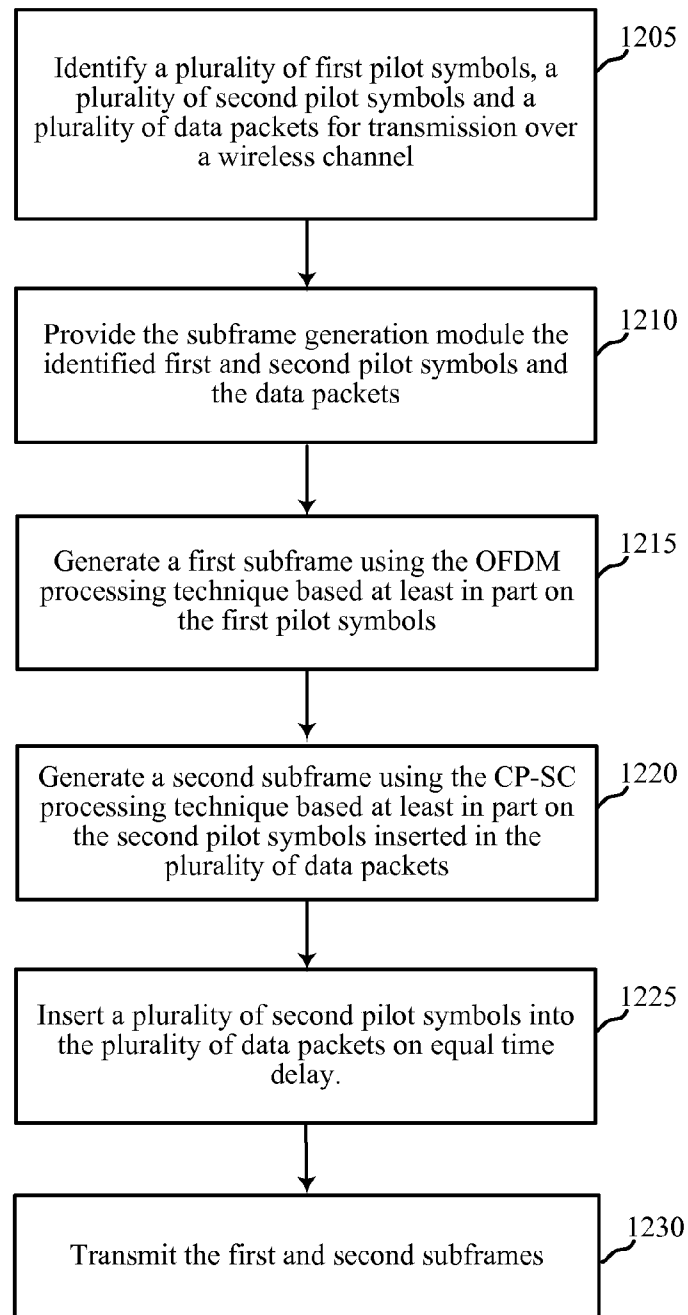 1205
Identify a plurality of first pilot symbols, a
plurality of second pilot symbols and a
plurality of data packets for transmission over
a wireless channel
1210
Provide the subframe generation module the
identified first and second pilot symbols and
the data packets
1215
Generate a first subframe using the OFDM
processing technique based at least in part on
the first pilot symbols
1220
Generate a second subframe using the CP-SC
processing technique based at least in part on
the second pilot symbols inserted in the
plurality of data packets
1225
Insert a plurality of second pilot symbols into
the plurality of data packets on equal time
delay.
1230
Transmit the first and second subframes